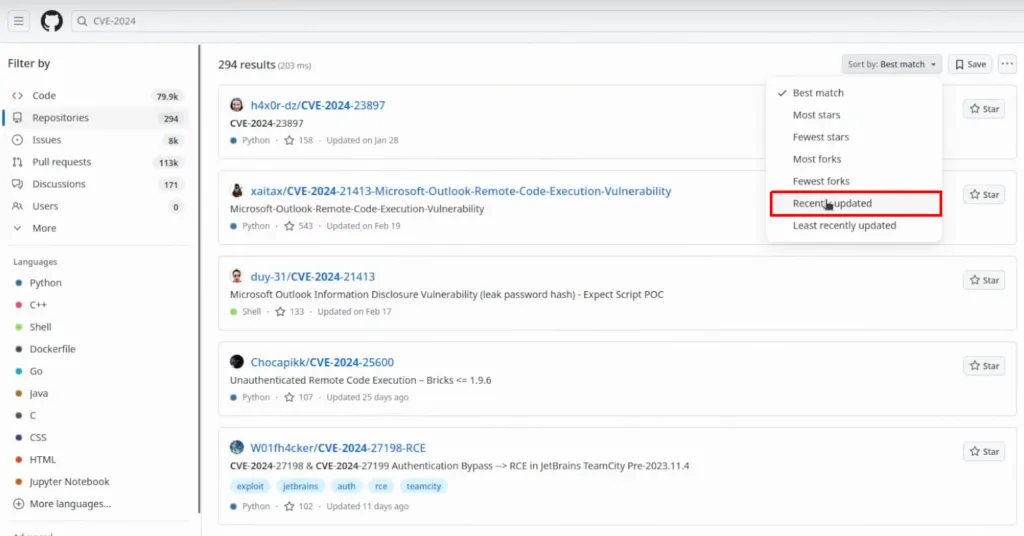 CVE-2024
Filter by
Code 79.9k
Repositories 294
Issues 8k
Pull requests 113k
Discussions 171
Users 0
More
Languages
Python
C++
Shell
Dockerfile
Go
Java
C
CSS
HTML
Jupyter Notebook
More languages...
294 results (203 ms)
Sort by: Best match
Save
Best match
Most stars
Fewest stars
Most forks
Fewest forks
Recently updated
Least recently updated
h4x0r-dz/CVE-2024-23897
Star
CVE-2024-23897
Python · 158 · Updated on Jan 28
xaitax/CVE-2024-21413-Microsoft-Outlook-Remote-Code-Execution-Vulnerability
Star
Microsoft-Outlook-Remote-Code-Execution-Vulnerability
Python · 543 · Updated on Feb 19
duy-31/CVE-2024-21413
Star
Microsoft Outlook Information Disclosure Vulnerability (leak password hash) - Expect Script POC
Shell · 133 · Updated on Feb 17
Chocapikk/CVE-2024-25600
Star
Unauthenticated Remote Code Execution – Bricks <= 1.9.6
Python · 107 · Updated 25 days ago
W01fh4cker/CVE-2024-27198-RCE
Star
CVE-2024-27198 & CVE-2024-27199 Authentication Bypass --> RCE in JetBrains TeamCity Pre-2023.11.4
exploit jetbrains auth rce teamcity
Python · 102 · Updated 11 days ago